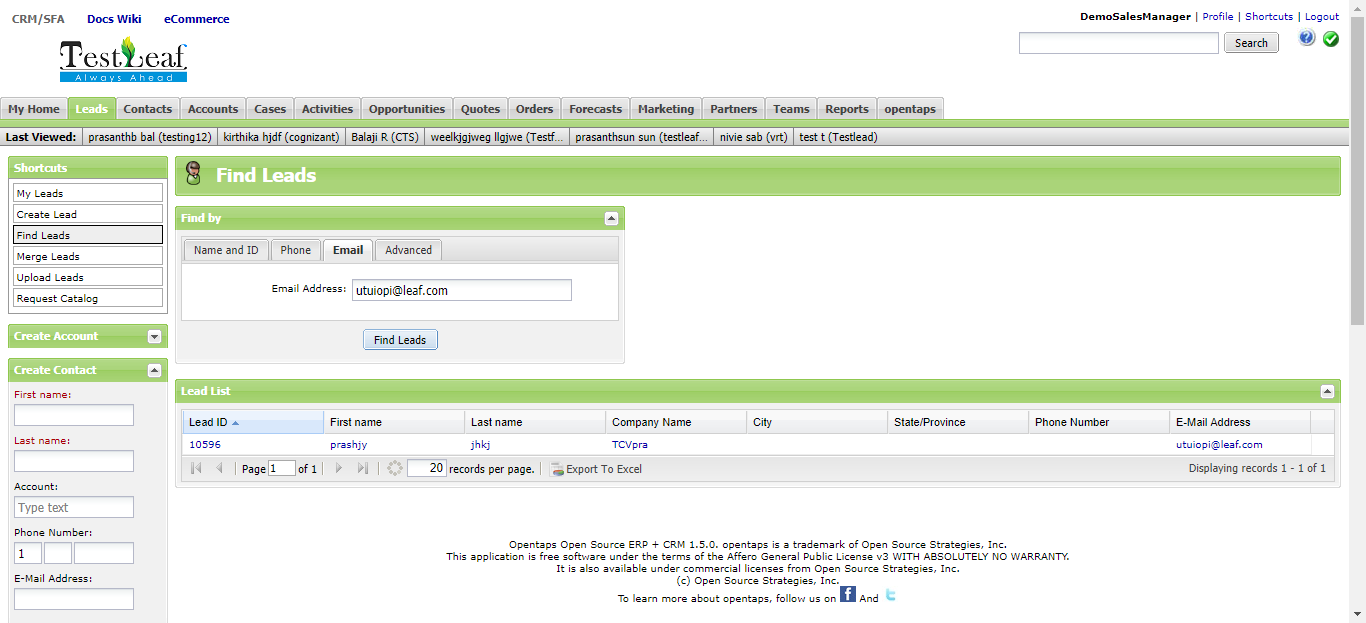 CRM/SFA Docs Wiki eCommerce
DemoSalesManager | Profile | Shortcuts | Logout
TestLeaf
Always Ahead
Search
My Home Leads Contacts Accounts Cases Activities Opportunities Quotes Orders Forecasts Marketing Partners Teams Reports opentaps
Last Viewed: prasanthb bal (testing12) kirthika hjdf (cognizant) Balaji R (CTS) weelkjgjweg llgjwe (Testf... prasanthsun sun (testleaf... nivie sab (vrt) test t (Testlead)
Shortcuts
My Leads
Create Lead
Find Leads
Merge Leads
Upload Leads
Request Catalog
Create Account
Create Contact
First name:
Last name:
Account:
Type text
Phone Number:
1
E-Mail Address:
Find Leads
Find by
Name and ID Phone Email Advanced
Email Address: utuiopi@leaf.com
Find Leads
Lead List
Lead ID First name Last name Company Name City State/Province Phone Number E-Mail Address
10596 prashjy jhkj TCVpra utuiopi@leaf.com
Page 1 of 1 20 records per page. Export To Excel Displaying records 1 - 1 of 1
Opentaps Open Source ERP + CRM 1.5.0. opentaps is a trademark of Open Source Strategies, Inc.
This application is free software under the terms of the Affero General Public License v3 WITH ABSOLUTELY NO WARRANTY.
It is also available under commercial licenses from Open Source Strategies, Inc.
(c) Open Source Strategies, Inc.
To learn more about opentaps, follow us on f And t